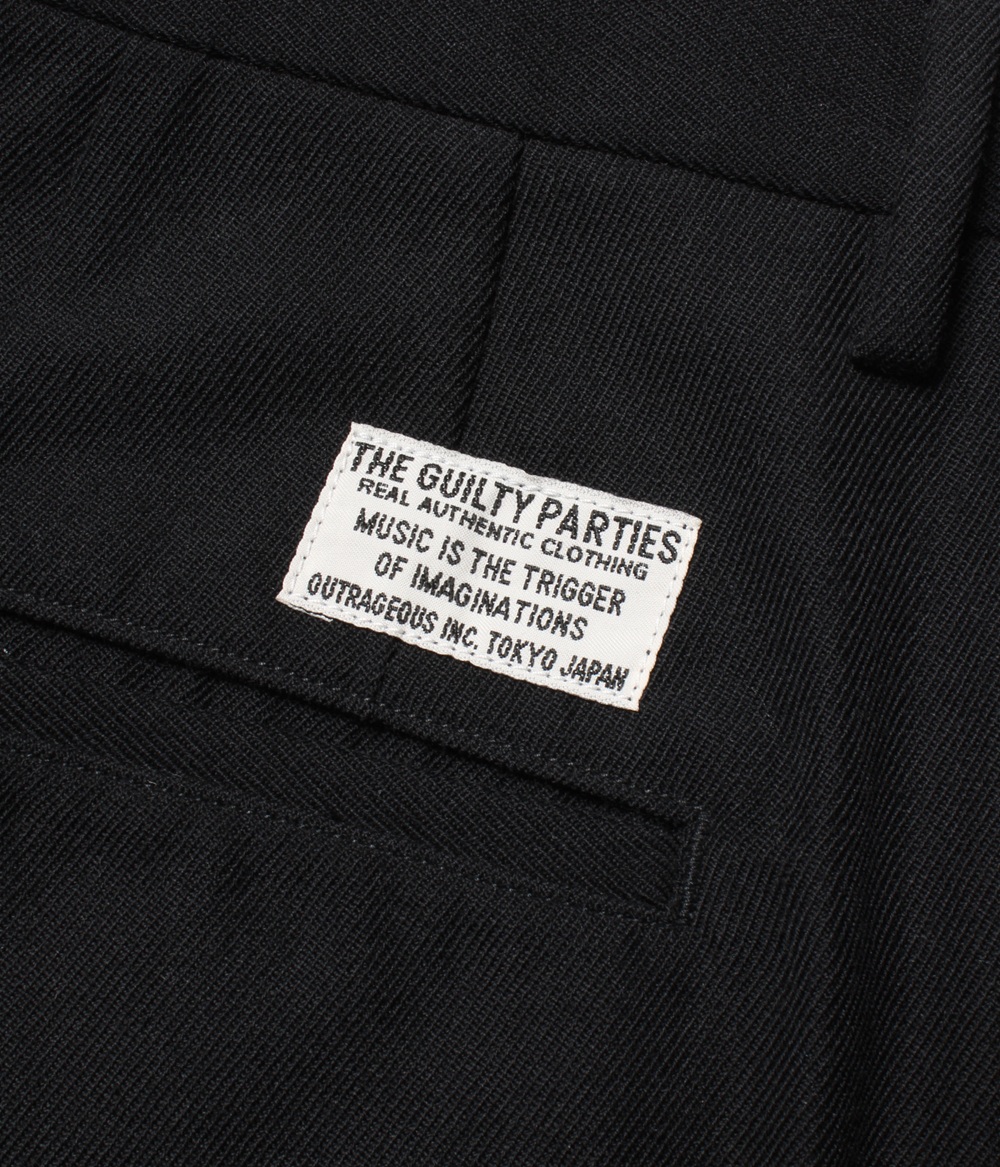 THE GUILTY PARTIES
REAL AUTHENTIC CLOTHING
MUSIC IS THE TRIGGER
OF IMAGINATIONS
OUTRAGEOUS INC. TOKYO JAPAN